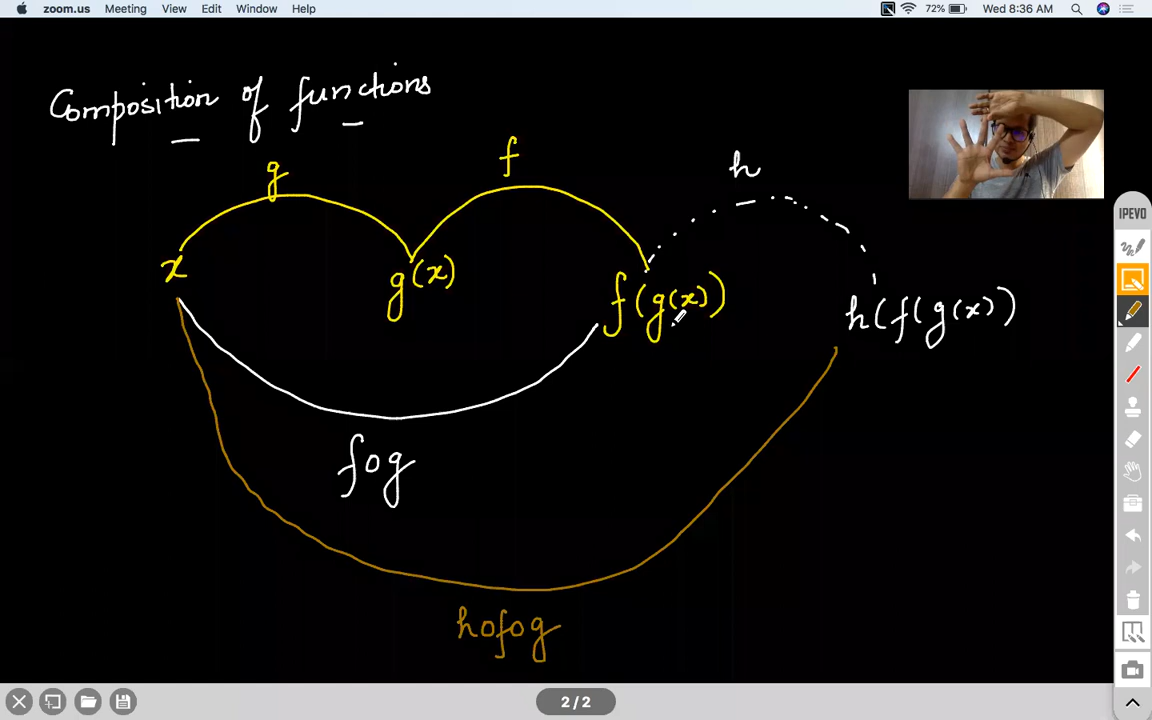 zoom.us Meeting View Edit Window Help 72% Wed 8:36 AM
Composition of functions
g f h
x g(x) f(g(x)) h(f(g(x))
fog
hofog
IPEVO
2/2